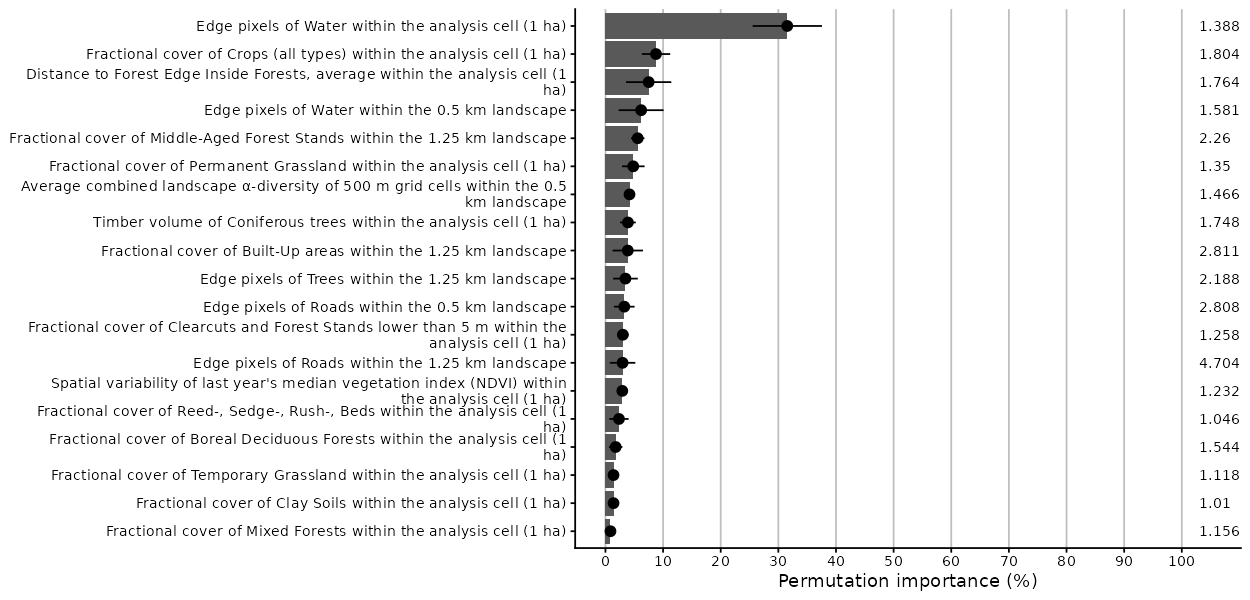 Edge pixels of Water within the analysis cell (1 ha) 1.388
Fractional cover of Crops (all types) within the analysis cell (1 ha) 1.804
Distance to Forest Edge Inside Forests, average within the analysis cell (1
ha) 1.764
Edge pixels of Water within the 0.5 km landscape 1.581
Fractional cover of Middle-Aged Forest Stands within the 1.25 km landscape 2.26
Fractional cover of Permanent Grassland within the analysis cell (1 ha) 1.35
Average combined landscape α-diversity of 500 m grid cells within the 0.5
km landscape 1.466
Timber volume of Coniferous trees within the analysis cell (1 ha) 1.748
Fractional cover of Built-Up areas within the 1.25 km landscape 2.811
Edge pixels of Trees within the 1.25 km landscape 2.188
Edge pixels of Roads within the 0.5 km landscape 2.808
Fractional cover of Clearcuts and Forest Stands lower than 5 m within the
analysis cell (1 ha) 1.258
Edge pixels of Roads within the 1.25 km landscape 4.704
Spatial variability of last year's median vegetation index (NDVI) within
the analysis cell (1 ha) 1.232
Fractional cover of Reed-, Sedge-, Rush-, Beds within the analysis cell (1
ha) 1.046
Fractional cover of Boreal Deciduous Forests within the analysis cell (1
ha) 1.544
Fractional cover of Temporary Grassland within the analysis cell (1 ha) 1.118
Fractional cover of Clay Soils within the analysis cell (1 ha) 1.01
Fractional cover of Mixed Forests within the analysis cell (1 ha) 1.156
0 10 20 30 40 50 60 70 80 90 100
Permutation importance (%)